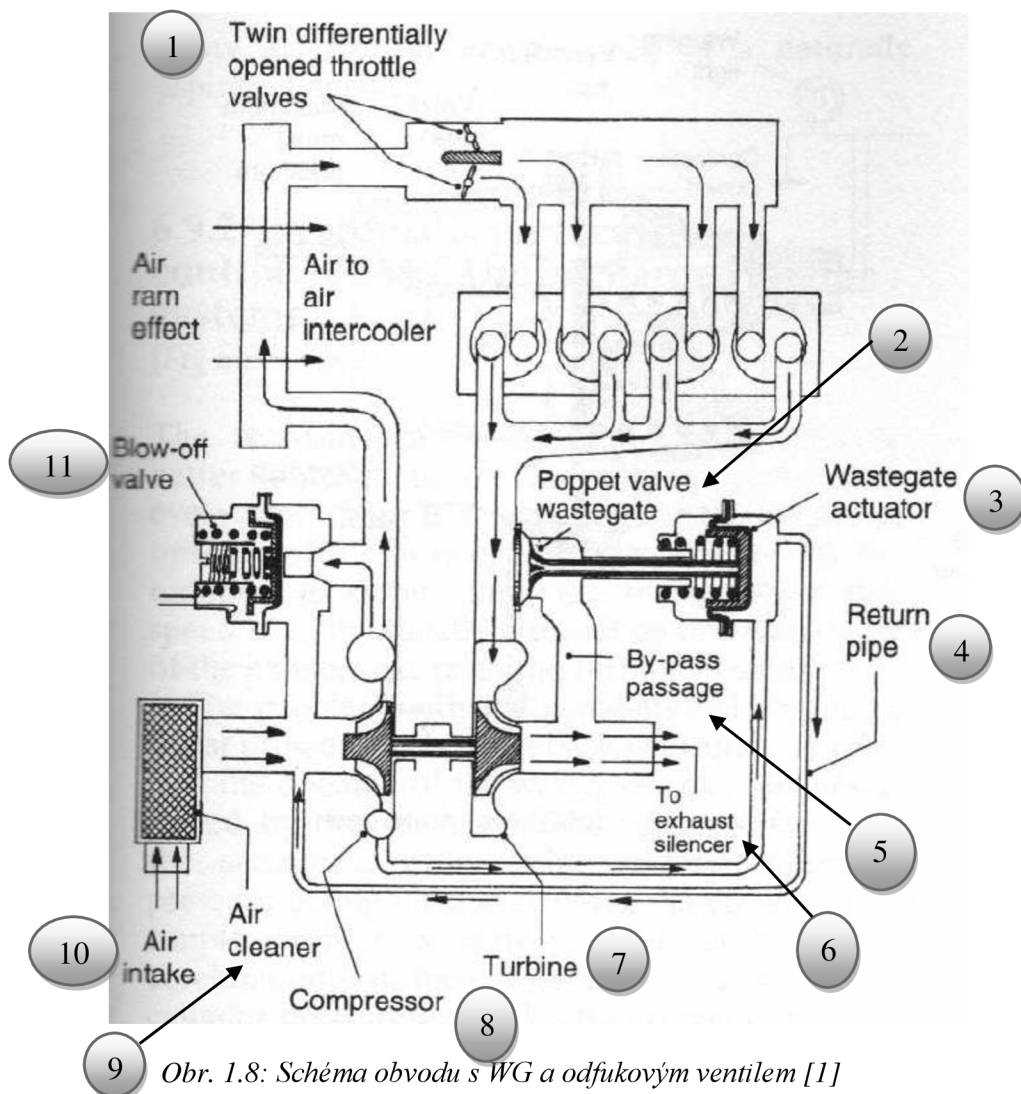 1
Twin differentially
opened throttle
valves
Air
ram
effect
Air to
air
intercooler
2
11
Blow-off
valve
Poppet valve
wastegate
Wastegate
actuator
3
Return
pipe
4
By-pass
passage
To
exhaust
silencer
5
10
Air
intake
Air
cleaner
Turbine
7
6
Compressor
8
9
Obr. 1.8: Schéma obvodu s WG a odfukovým ventilem [1]